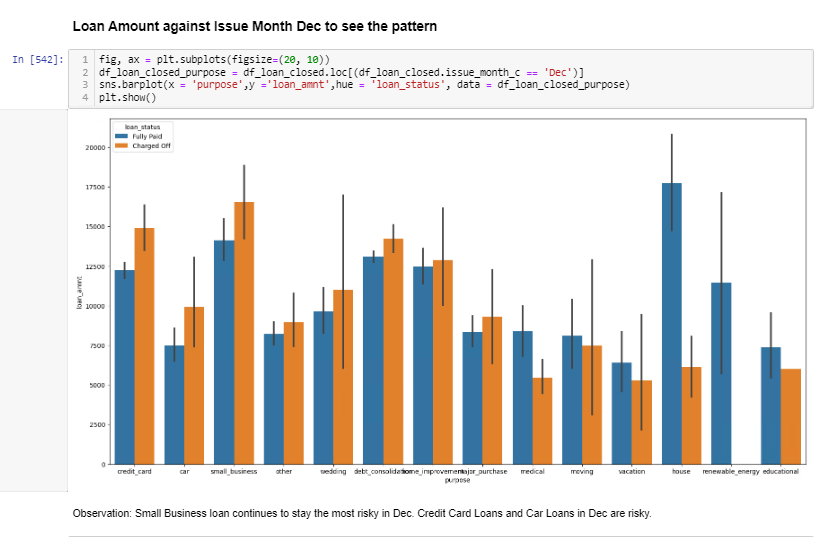 Loan Amount against Issue Month Dec to see the pattern
In [542]:
1 fig, ax = plt.subplots(figsize=(20, 10))
2 df_loan_closed_purpose = df_loan_closed.loc[(df_loan_closed.issue_month_c == 'Dec')]
3 sns.barplot(x = 'purpose',y ='loan_amnt',hue = 'loan_status', data = df_loan_closed_purpose)
4 plt.show()
loan_status
Fully Paid
Charged Off
20000
17500
15000
12500
10000
7500
5000
2500
0
loan_amnt
credit_card car small_business other wedding debt_consolidation home_improvement major_purchase medical moving vacation house renewable_energy educational
purpose
Observation: Small Business loan continues to stay the most risky in Dec. Credit Card Loans and Car Loans in Dec are risky.